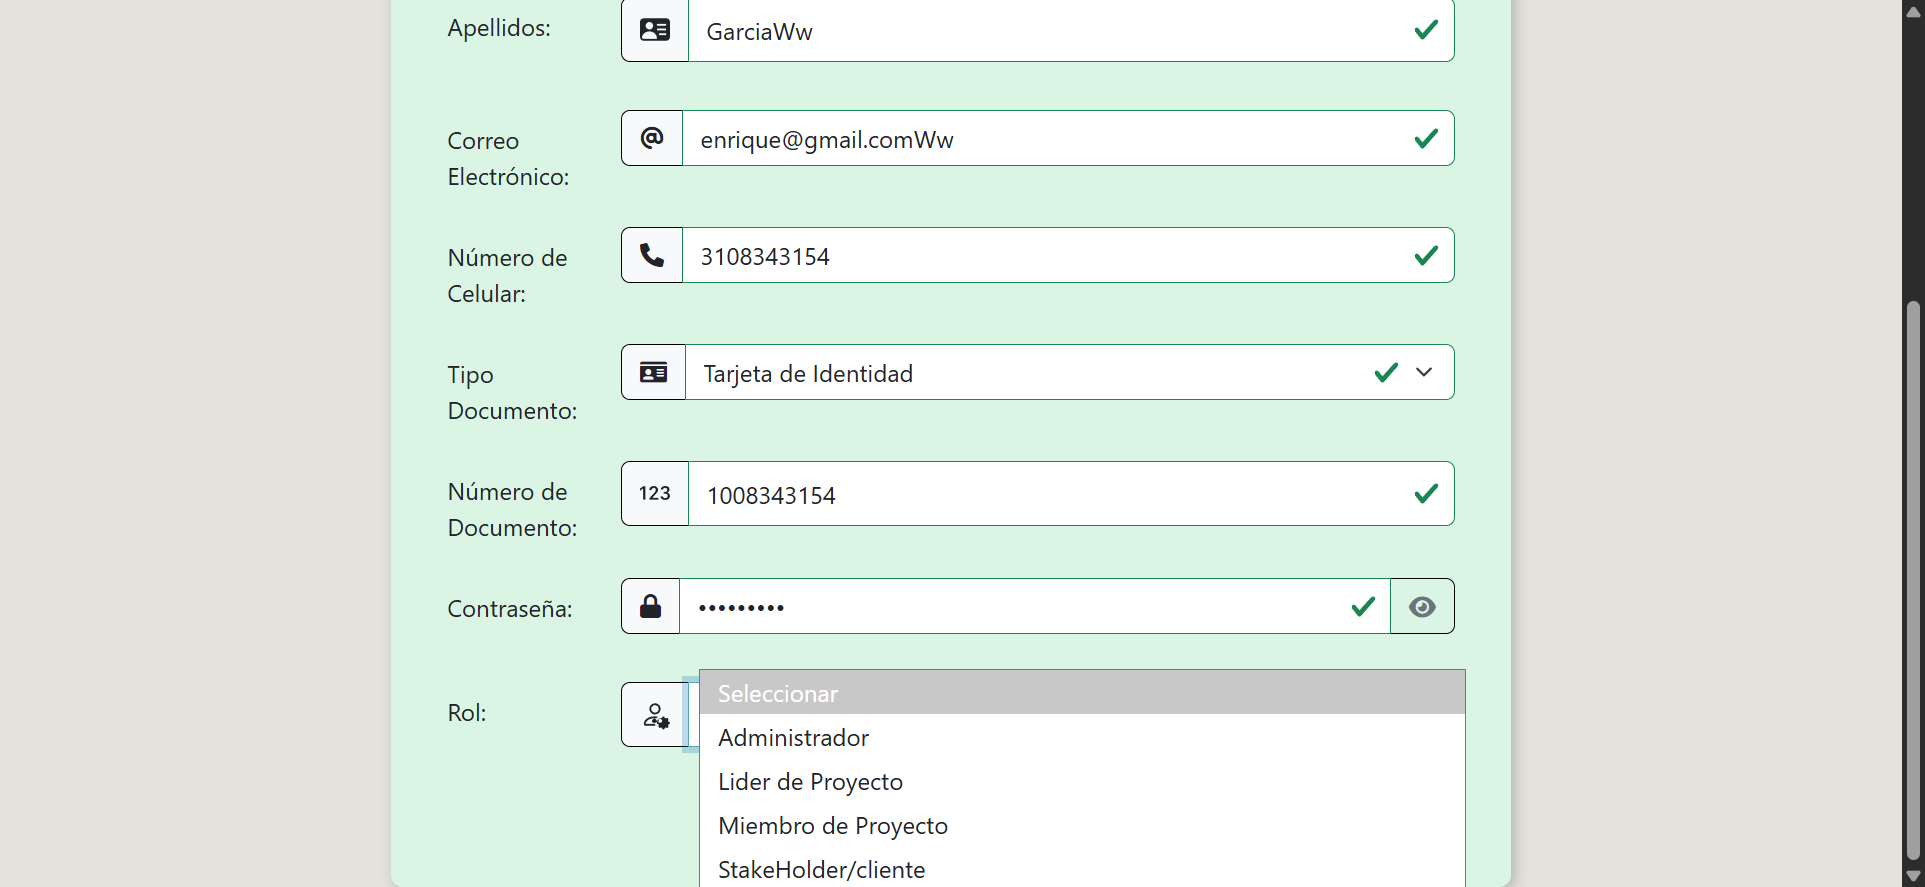 Apellidos:
GarciaWw
Correo
Electrónico:
enrique@gmail.comWw
Número de
Celular:
3108343154
Tipo
Documento:
Tarjeta de Identidad
Número de
Documento:
123
1008343154
Contraseña:
•••••••••
Rol:
Seleccionar
Administrador
Lider de Proyecto
Miembro de Proyecto
StakeHolder/cliente